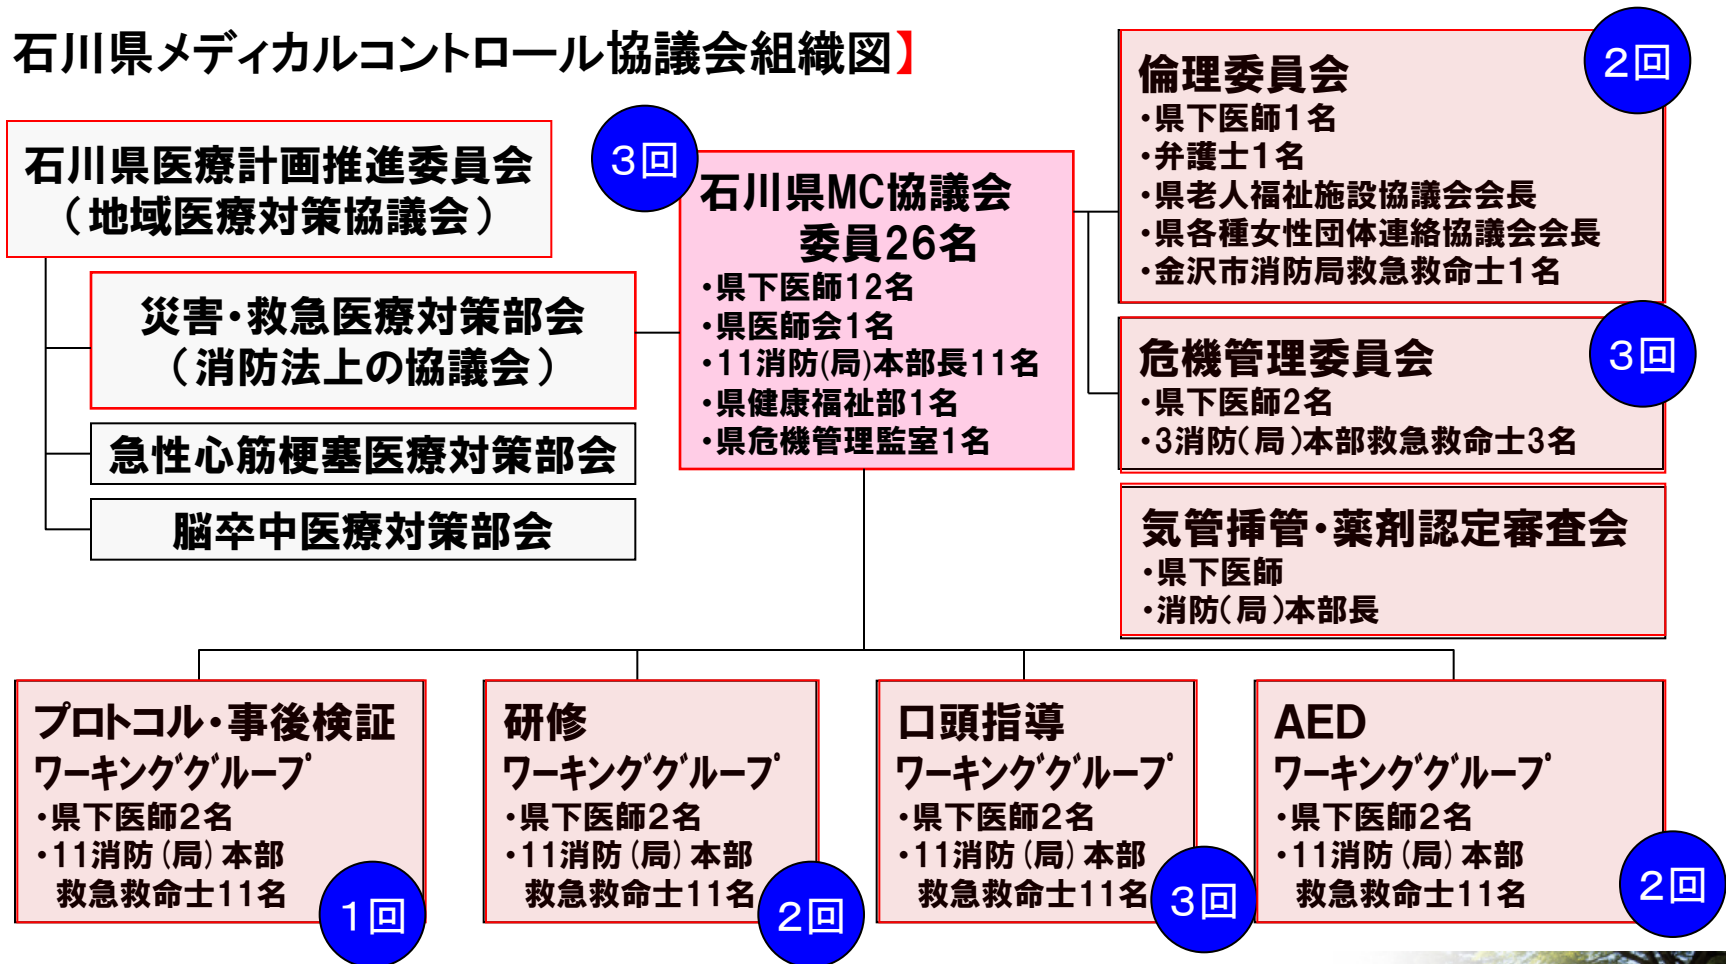 石川県メディカルコントロール協議会組織図】
石川県医療計画推進委員会
（地域医療対策協議会）
災害・救急医療対策部会
（消防法上の協議会）
急性心筋梗塞医療対策部会
脳卒中医療対策部会
3回
石川県MC協議会
委員26名
・県下医師12名
・県医師会1名
・11消防(局)本部長11名
・県健康福祉部1名
・県危機管理監室1名
2回
倫理委員会
・県下医師1名
・弁護士1名
・県老人福祉施設協議会会長
・県各種女性団体連絡協議会会長
・金沢市消防局救急救命士1名
3回
危機管理委員会
・県下医師2名
・3消防(局)本部救急救命士3名
気管挿管・薬剤認定審査会
・県下医師
・消防(局)本部長
プロトコル・事後検証
ワーキンググループ
・県下医師2名
・11消防(局)本部
救急救命士11名
1回
研修
ワーキンググループ
・県下医師2名
・11消防(局)本部
救急救命士11名
2回
口頭指導
ワーキンググループ
・県下医師2名
・11消防(局)本部
救急救命士11名
3回
AED
ワーキンググループ
・県下医師2名
・11消防(局)本部
救急救命士11名
2回